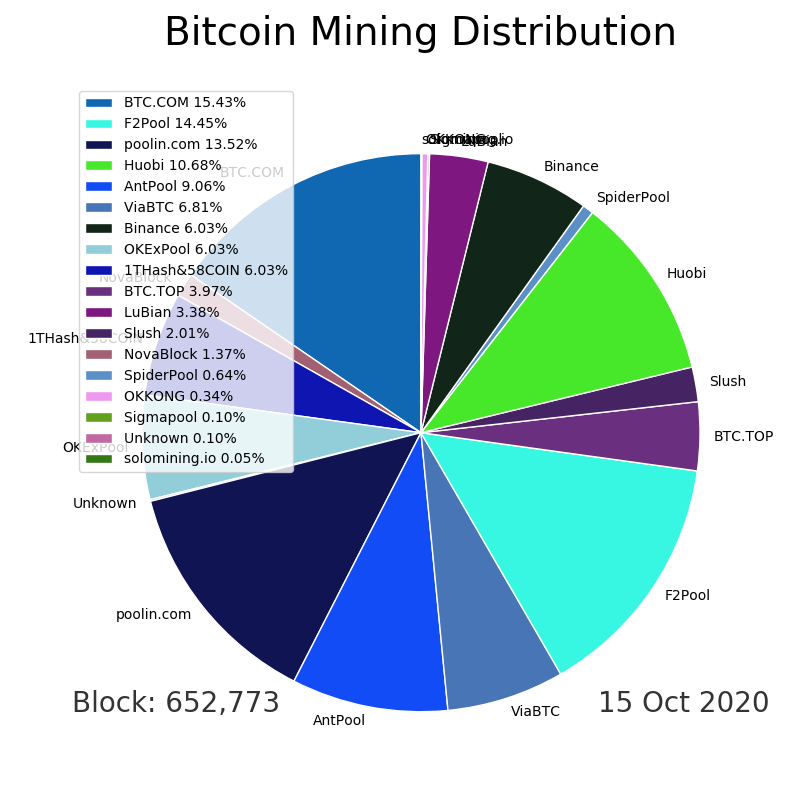 Bitcoin Mining Distribution
BTC.COM 15.43%
F2Pool 14.45%
poolin.com 13.52%
Huobi 10.68%
AntPool 9.06%
ViaBTC 6.81%
Binance 6.03%
OKExPool 6.03%
1THash&58COIN 6.03%
BTC.TOP 3.97%
LuBian 3.38%
Slush 2.01%
NovaBlock 1.37%
SpiderPool 0.64%
OKKONG 0.34%
Sigmapool 0.10%
Unknown 0.10%
solomining.io 0.05%
BTC.COM
NovaBlock
1THash&58COIN
OKExPool
Unknown
poolin.com
AntPool
ViaBTC
F2Pool
BTC.TOP
Slush
Huobi
SpiderPool
Binance
LuBian
Block: 652,773
15 Oct 2020